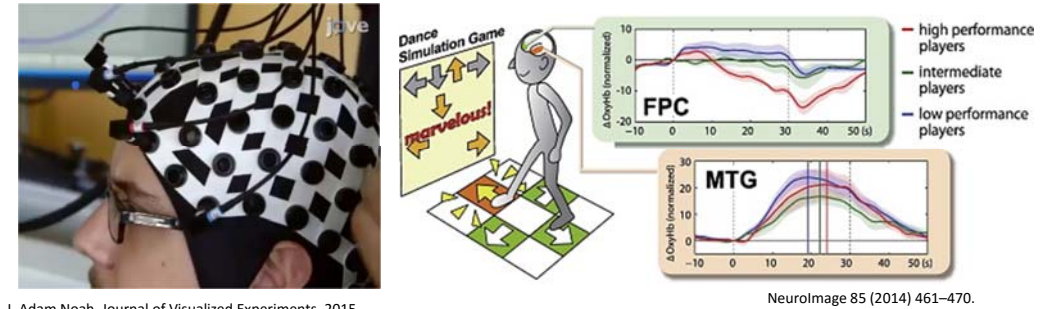 jove
Dance
Simulation Game
marvelous!
ΔOxyHb (normalized)
10
0
-10
-20
FPC
-10 0 10 20 30 40 50 (s)
high performance
players
intermediate
players
low performance
players
ΔOxyHb (normalized)
30
20
10
0
MTG
-10 0 10 20 30 40 50 (s)
NeuroImage 85 (2014) 461–470.
J. Adam Noah, Journal of Visualized Experiments, 2015